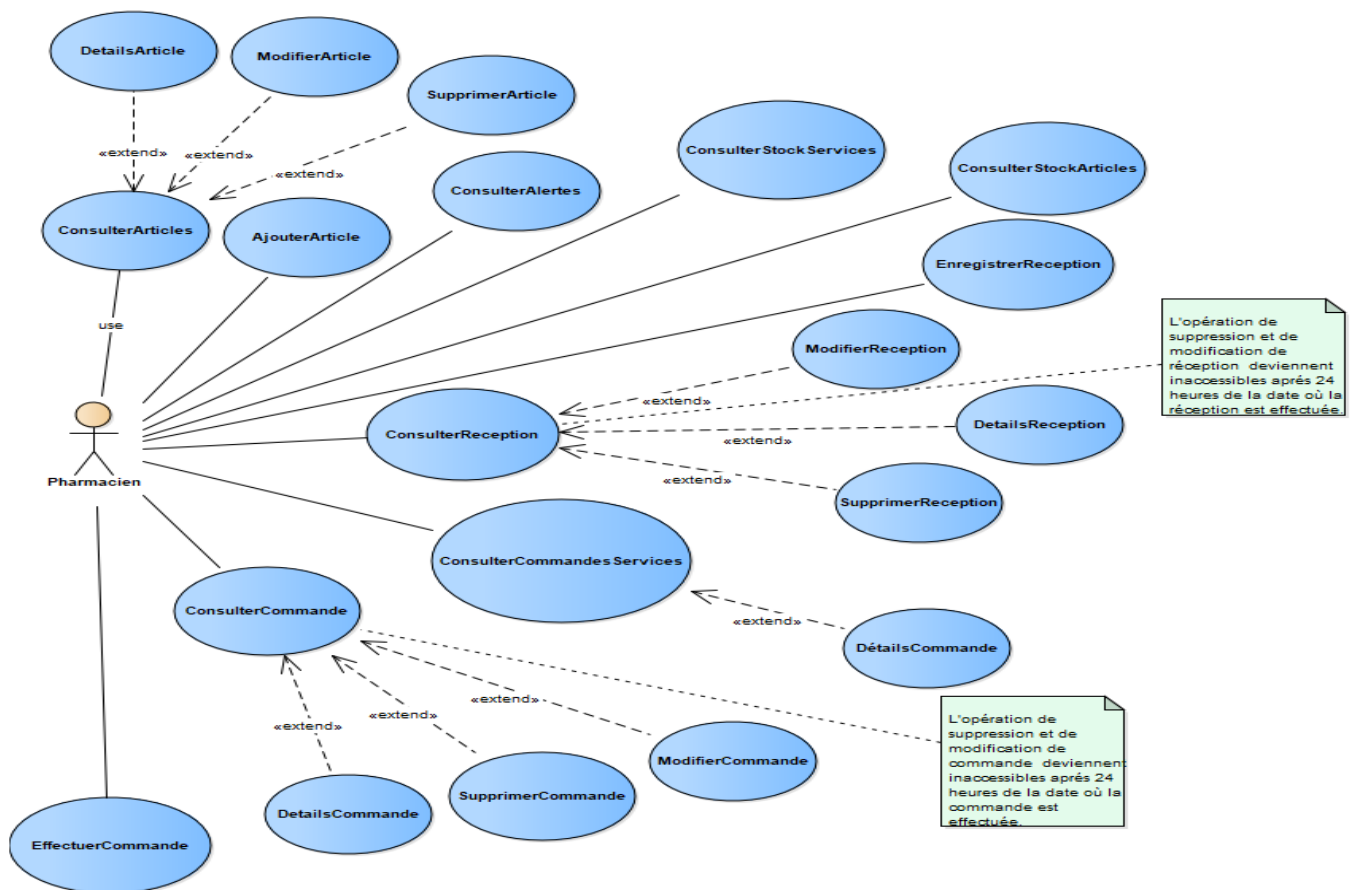 DetailsArticle
ModifierArticle
SupprimerArticle
«extend»
«extend»
«extend»
ConsulterStockServices
ConsulterStockArticles
ConsulterAlertes
ConsulterArticles
AjouterArticle
EnregistrerReception
use
L'opération de
suppression et de
modification de
réception deviennent
inaccessibles aprés 24
heures de la date où la
réception est effectuée.
ModifierReception
«extend»
ConsulterReception
DetailsReception
«extend»
«extend»
Pharmacien
SupprimerReception
ConsulterCommandesServices
ConsulterCommande
«extend»
DétailsCommande
«extend»
«extend»
«extend»
L'opération de
suppression et de
modification de
commande deviennent
inaccessibles aprés 24
heures de la date où la
commande est
effectuée.
ModifierCommande
SupprimerCommande
DetailsCommande
EffectuerCommande